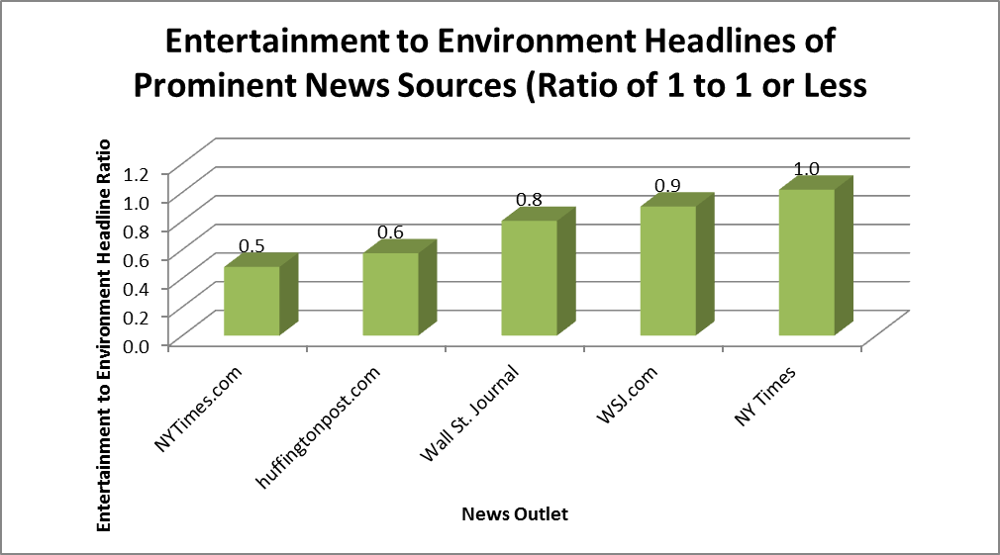 Entertainment to Environment Headlines of
Prominent News Sources (Ratio of 1 to 1 or Less
Entertainment to Environment Headline Ratio
1.2
1.0
0.8
0.6
0.4
0.2
0.0
0.5
0.6
0.8
0.9
1.0
NYTimes.com
huffingtonpost.com
Wall St. Journal
WSJ.com
NY Times
News Outlet